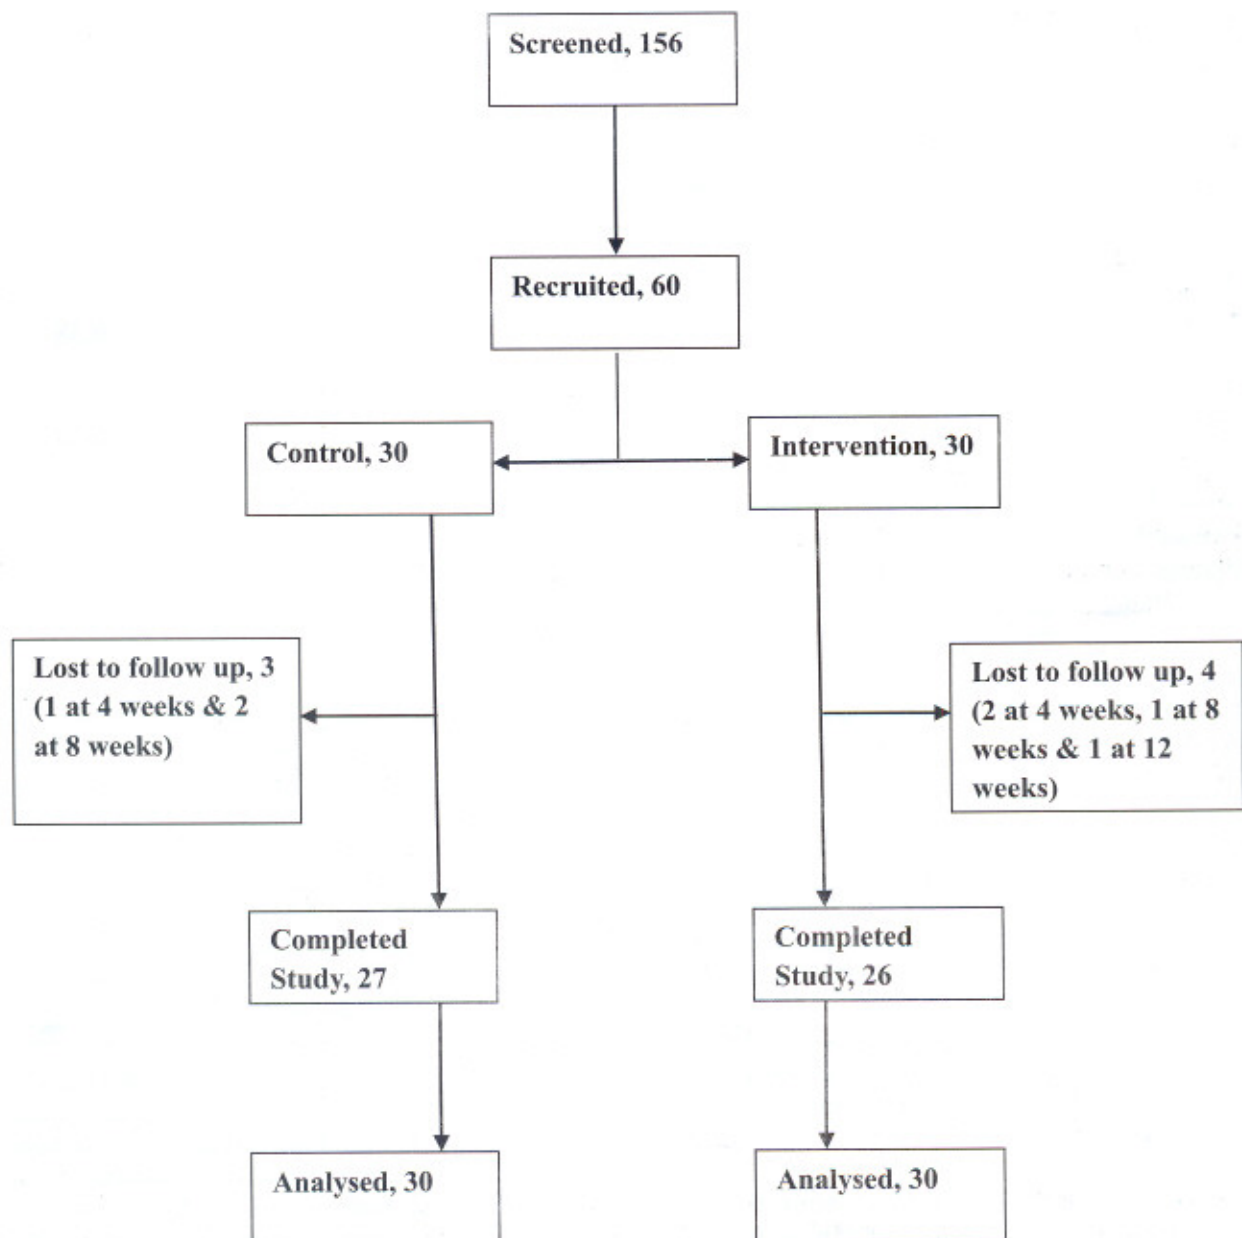 Screened, 156
Recruited, 60
Control, 30
Intervention, 30
Lost to follow up, 3
(1 at 4 weeks & 2
at 8 weeks)
Lost to follow up, 4
(2 at 4 weeks, 1 at 8
weeks & 1 at 12
weeks)
Completed
Study, 27
Completed
Study, 26
Analysed, 30
Analysed, 30